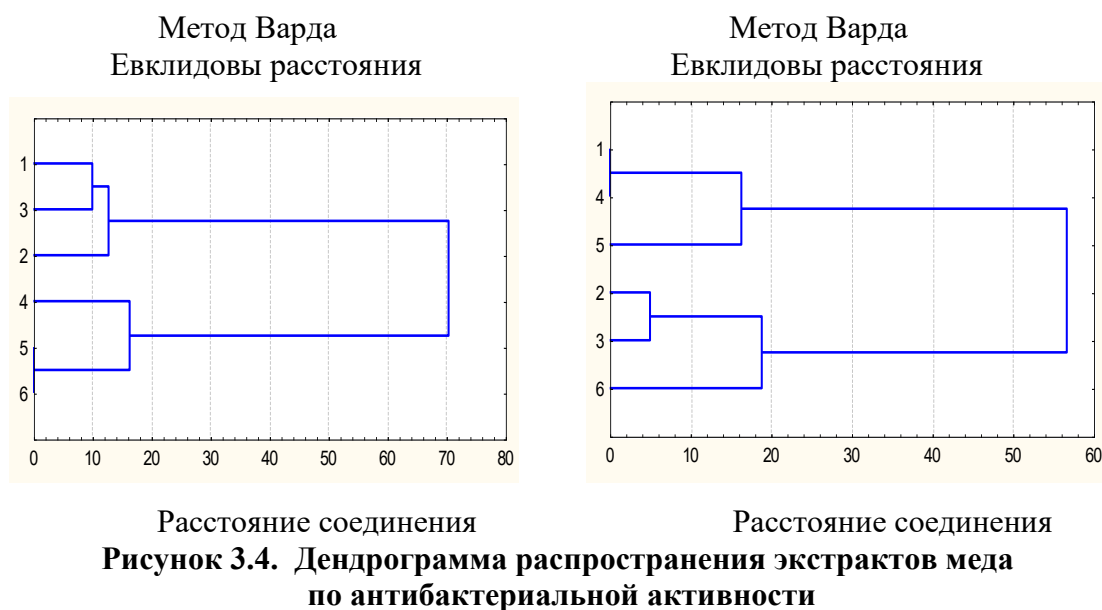 Метод Варда
Евклидовы расстояния
1
3
2
4
5
6
0 10 20 30 40 50 60 70 80
Расстояние соединения
Метод Варда
Евклидовы расстояния
1
4
5
2
3
6
0 10 20 30 40 50 60
Расстояние соединения
Рисунок 3.4. Дендрограмма распространения экстрактов меда
по антибактериальной активности